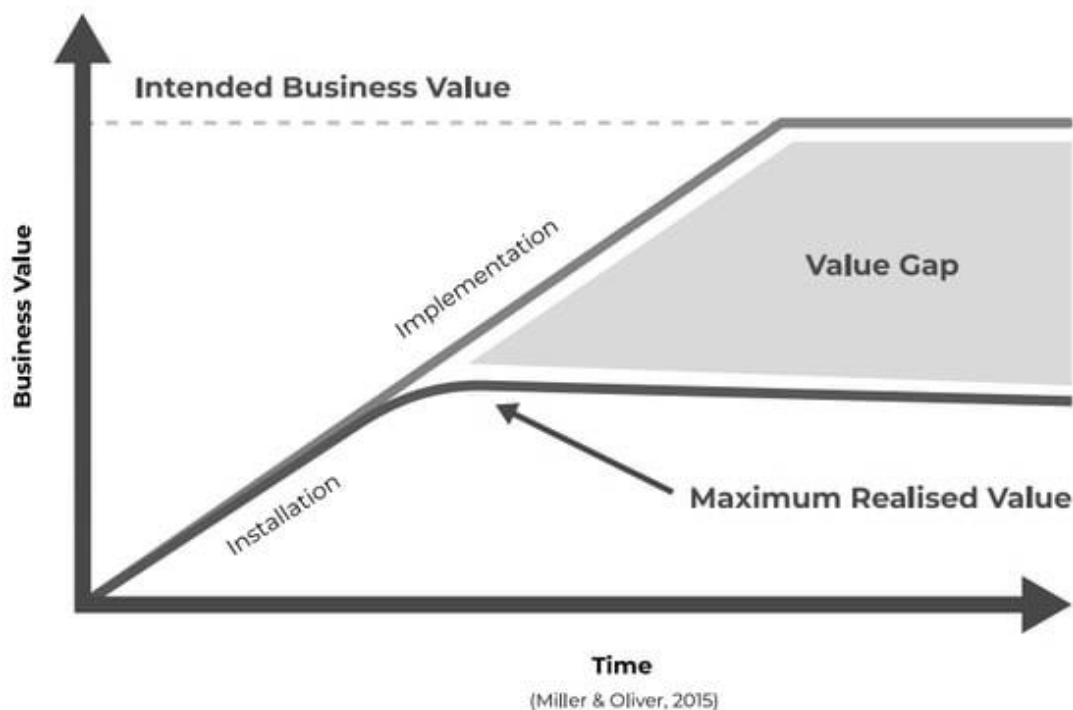 Intended Business Value
Implementation
Value Gap
Business Value
Installation
Maximum Realised Value
Time
(Miller & Oliver, 2015)